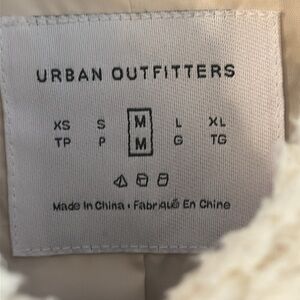 URBAN OUTFITTERS
XS S M L XL
TP P M G TG
Made In China • Fabriqué En Chine